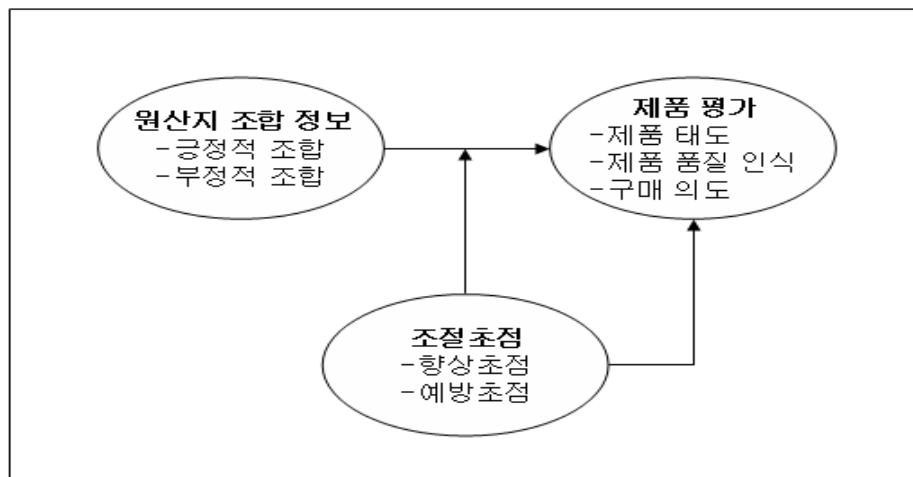 원산지 조합 정보
-긍정적 조합
-부정적 조합
제품 평가
-제품 태도
-제품 품질 인식
-구매 의도
조절초점
-향상초점
-예방초점